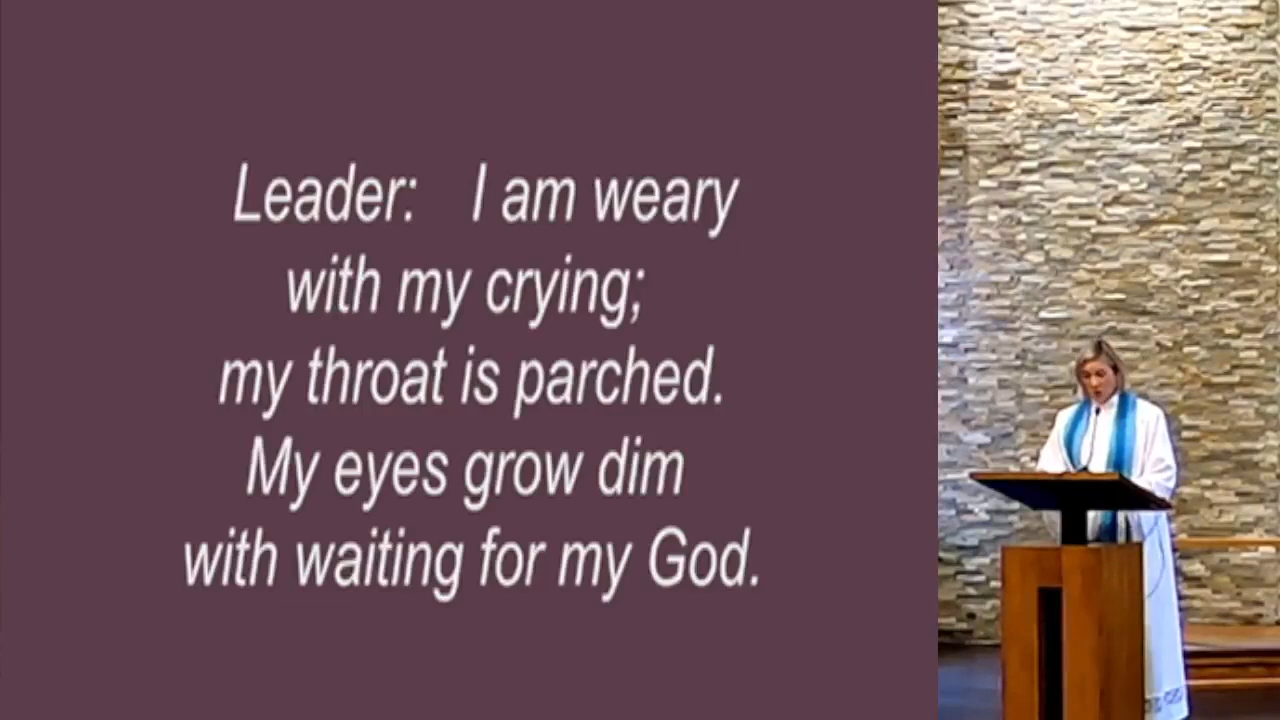 Leader: I am weary
with my crying;
my throat is parched.
My eyes grow dim
with waiting for my God.